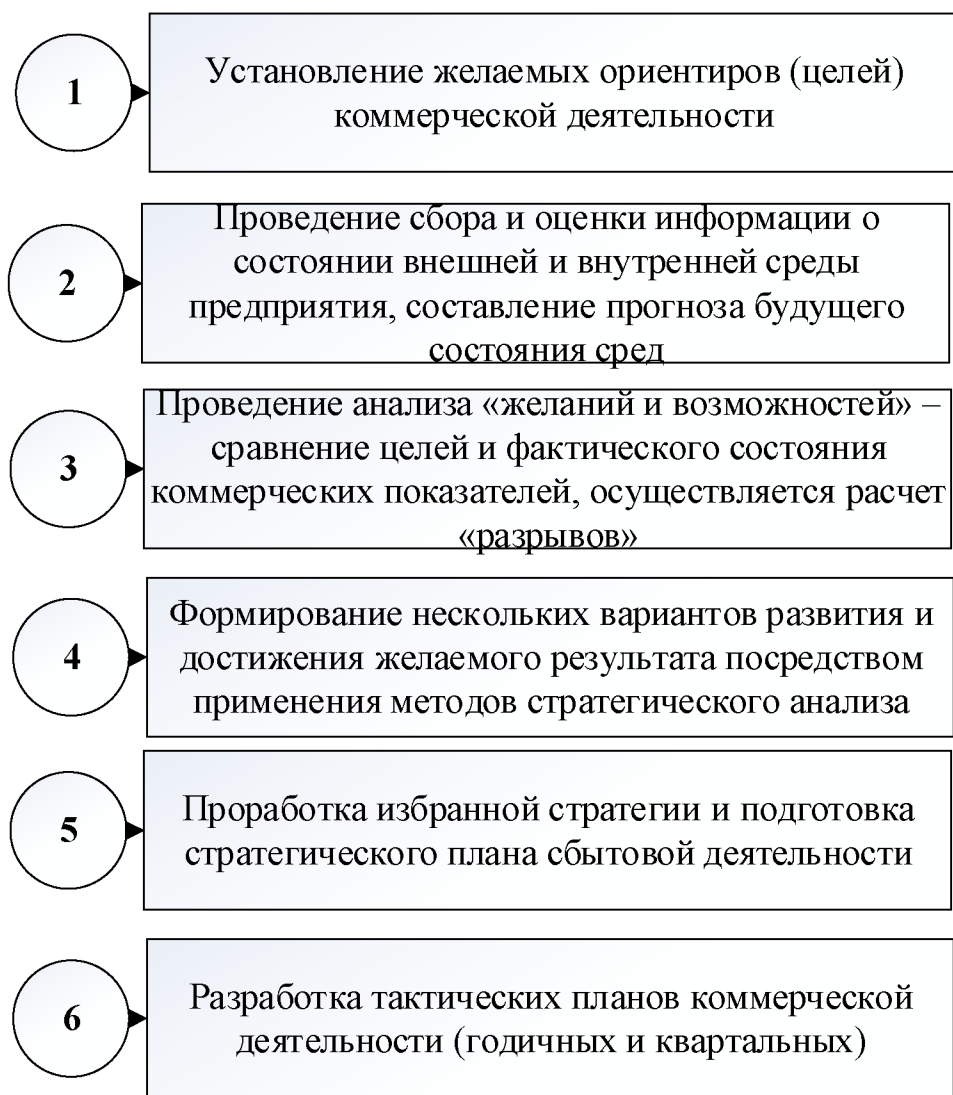 1
Установление желаемых ориентиров (целей)
коммерческой деятельности
2
Проведение сбора и оценки информации о
состоянии внешней и внутренней среды
предприятия, составление прогноза будущего
состояния сред
3
Проведение анализа «желаний и возможностей» –
сравнение целей и фактического состояния
коммерческих показателей, осуществляется расчет
«разрывов»
4
Формирование нескольких вариантов развития и
достижения желаемого результата посредством
применения методов стратегического анализа
5
Проработка избранной стратегии и подготовка
стратегического плана сбытовой деятельности
6
Разработка тактических планов коммерческой
деятельности (годичных и квартальных)